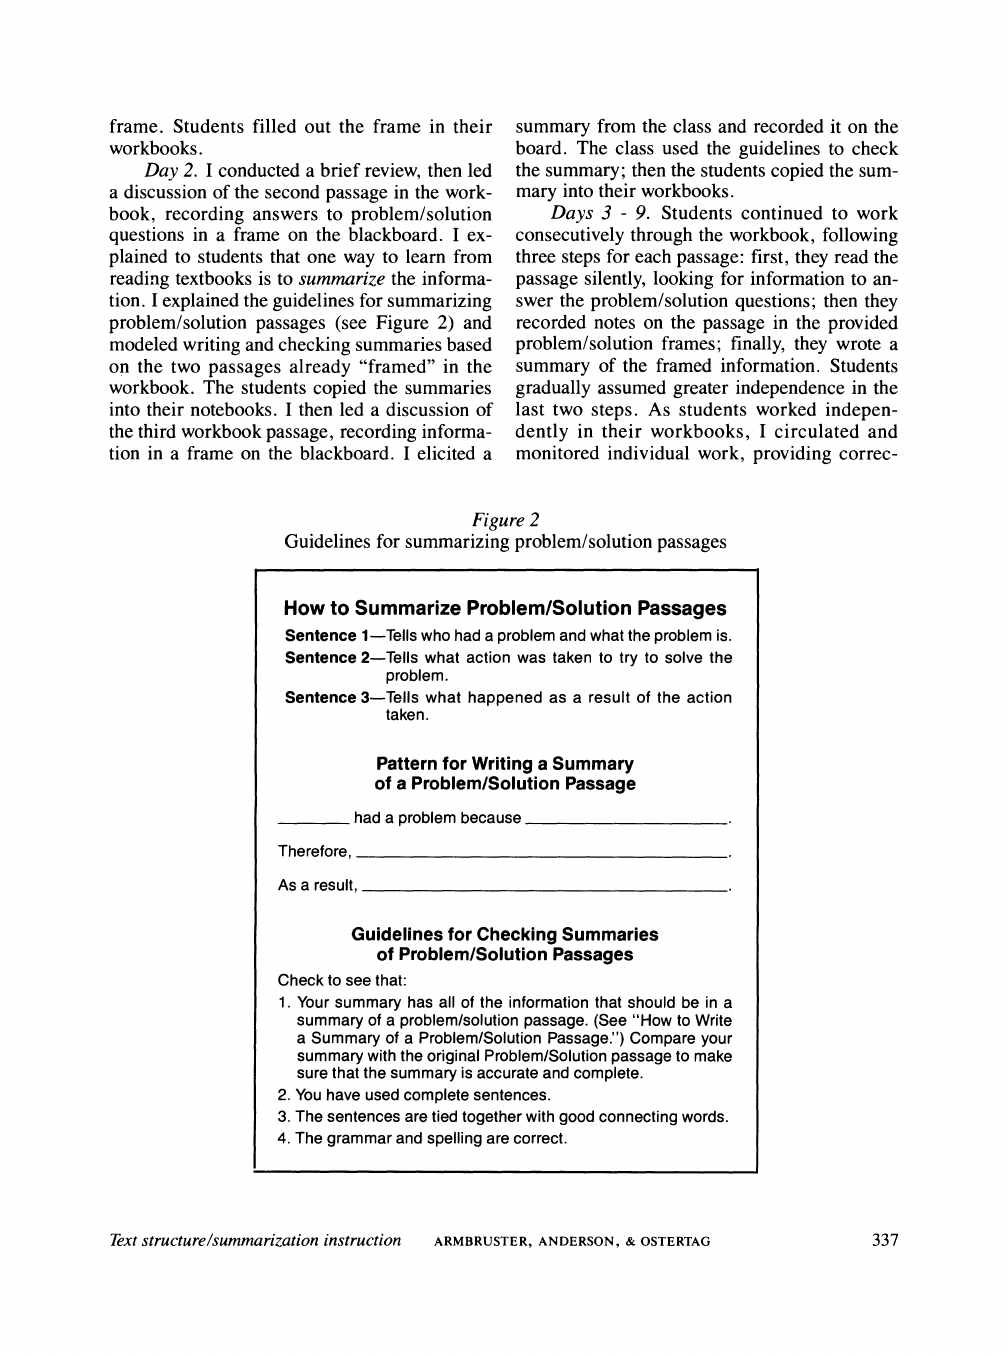 frame. Students filled out the frame in their
workbooks.
Day 2. I conducted a brief review, then led
a discussion of the second passage in the work-
book, recording answers to problem/solution
questions in a frame on the blackboard. I ex-
plained to students that one way to learn from
reading textbooks is to summarize the informa-
tion. I explained the guidelines for summarizing
problem/solution passages (see Figure 2) and
modeled writing and checking summaries based
on the two passages already “framed” in the
workbook. The students copied the summaries
into their notebooks. I then led a discussion of
the third workbook passage, recording informa-
tion in a frame on the blackboard. I elicited a
summary from the class and recorded it on the
board. The class used the guidelines to check
the summary; then the students copied the sum-
mary into their workbooks.
Days 3 - 9. Students continued to work
consecutively through the workbook, following
three steps for each passage: first, they read the
passage silently, looking for information to an-
swer the problem/solution questions; then they
recorded notes on the passage in the provided
problem/solution frames; finally, they wrote a
summary of the framed information. Students
gradually assumed greater independence in the
last two steps. As students worked indepen-
dently in their workbooks, I circulated and
monitored individual work, providing correc-
Figure 2
Guidelines for summarizing problem/solution passages
How to Summarize Problem/Solution Passages
Sentence 1—Tells who had a problem and what the problem is.
Sentence 2—Tells what action was taken to try to solve the
problem.
Sentence 3—Tells what happened as a result of the action
taken.
Pattern for Writing a Summary
of a Problem/Solution Passage
________ had a problem because ______________________.
Therefore, ________________________________________.
As a result, ________________________________________.
Guidelines for Checking Summaries
of Problem/Solution Passages
Check to see that:
1. Your summary has all of the information that should be in a
summary of a problem/solution passage. (See “How to Write
a Summary of a Problem/Solution Passage.”) Compare your
summary with the original Problem/Solution passage to make
sure that the summary is accurate and complete.
2. You have used complete sentences.
3. The sentences are tied together with good connecting words.
4. The grammar and spelling are correct.
Text structure/summarization instruction ARMBRUSTER, ANDERSON, & OSTERTAG 337